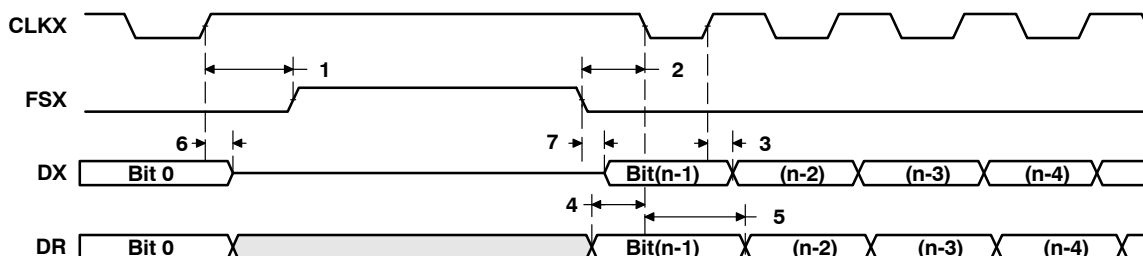 CLKX
1 2
FSX
6 7 3
DX Bit 0 Bit(n-1) (n-2) (n-3) (n-4)
4 5
DR Bit 0 Bit(n-1) (n-2) (n-3) (n-4)